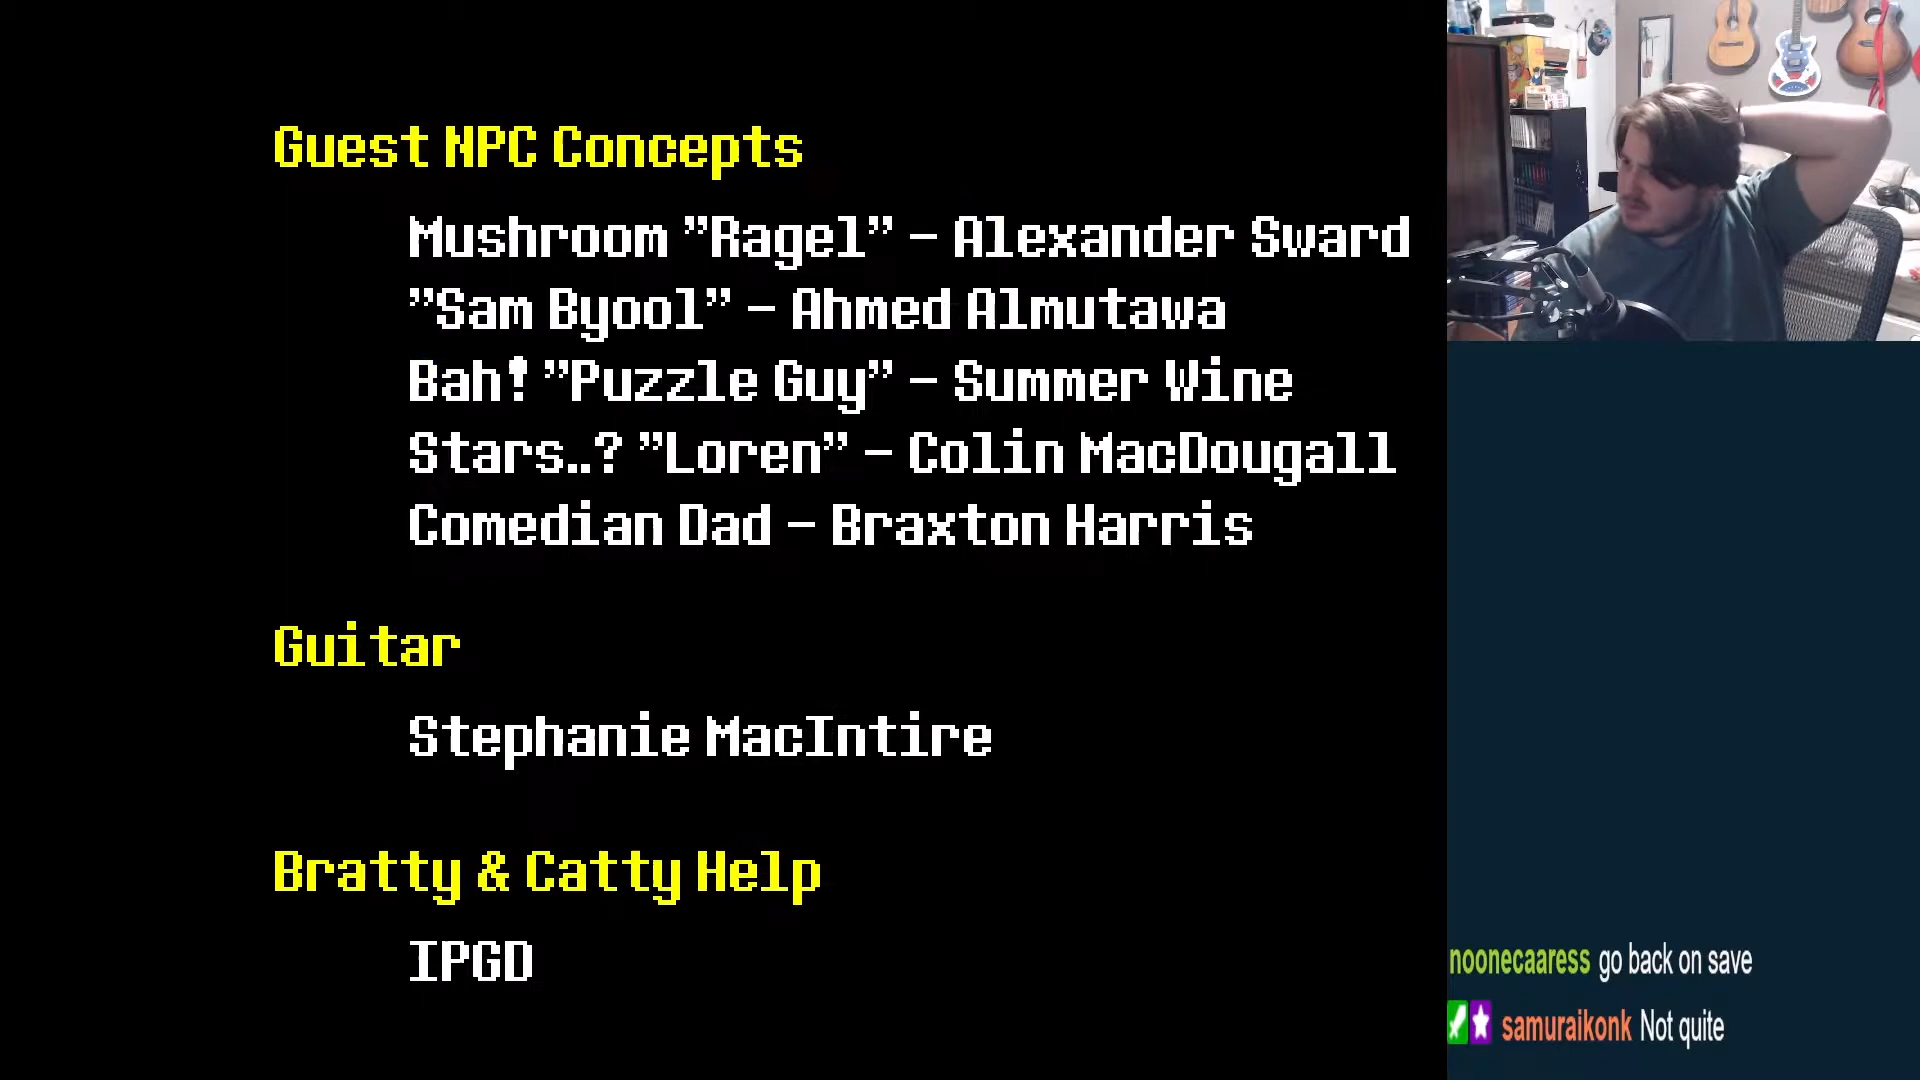 Guest NPC Concepts
Mushroom "Ragel" - Alexander Sward
"Sam Byool" - Ahmed Almutawa
Bah! "Puzzle Guy" - Summer Wine
Stars..? "Loren" - Colin MacDougall
Comedian Dad - Braxton Harris
Guitar
Stephanie MacIntire
Bratty & Catty Help
IPGD
noonecaaress go back on save
samuraikonk Not quite